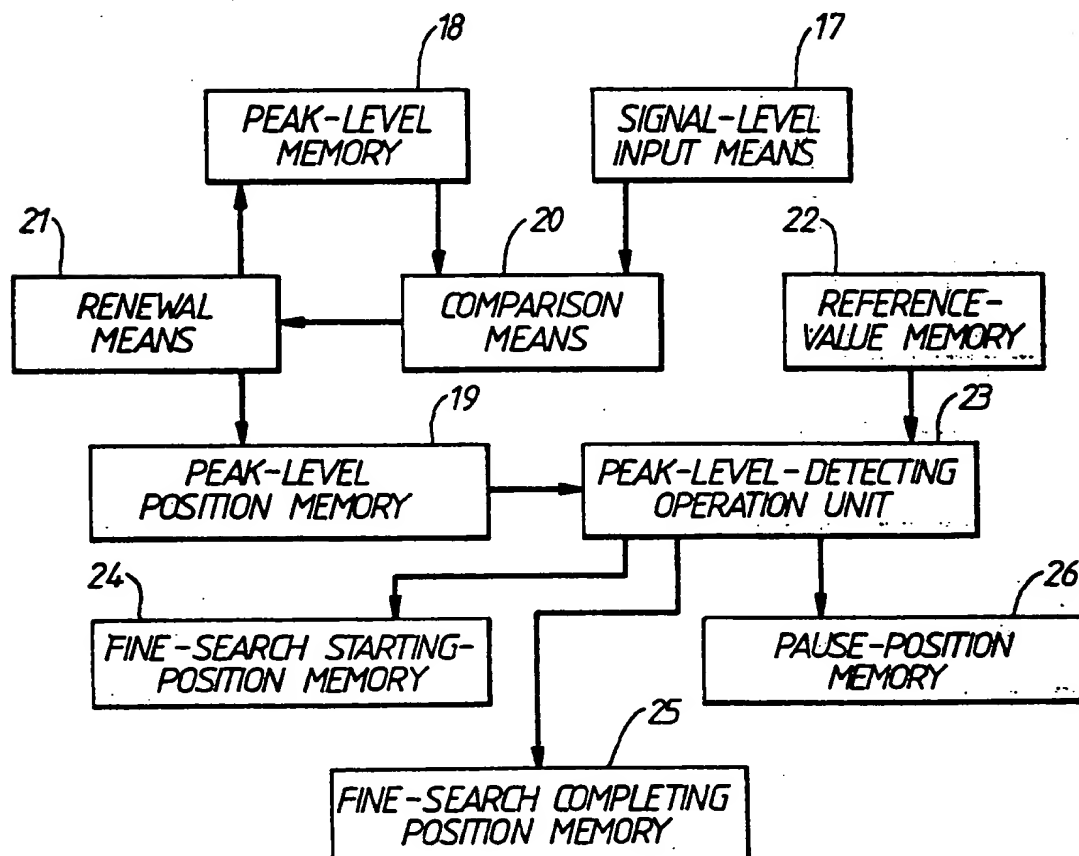 18
17
PEAK-LEVEL
MEMORY
SIGNAL-LEVEL
INPUT MEANS
21
20
22
RENEWAL
MEANS
COMPARISON
MEANS
REFERENCE-
VALUE MEMORY
19
23
PEAK-LEVEL
POSITION MEMORY
PEAK-LEVEL-DETECTING
OPERATION UNIT
24
26
FINE-SEARCH STARTING-
POSITION MEMORY
PAUSE-POSITION
MEMORY
25
FINE-SEARCH COMPLETING
POSITION MEMORY